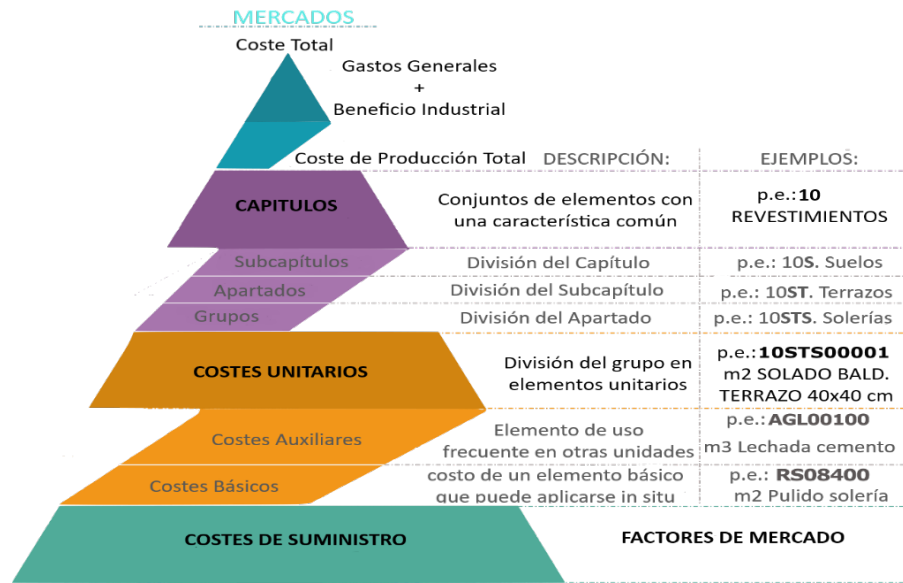 MERCADOS
Coste Total
Gastos Generales
+
Beneficio Industrial
Coste de Producción Total
DESCRIPCIÓN:
EJEMPLOS:
CAPITULOS
Conjuntos de elementos con
una característica común
p.e.:10
REVESTIMIENTOS
Subcapítulos
División del Capítulo
p.e.: 10S. Suelos
Apartados
División del Subcapítulo
p.e.: 10ST. Terrazos
Grupos
División del Apartado
p.e.: 10STS. Solerías
COSTES UNITARIOS
División del grupo en
elementos unitarios
p.e.:10STS00001
m2 SOLADO BALD.
TERRAZO 40x40 cm
Costes Auxiliares
Elemento de uso
frecuente en otras unidades
p.e.:AGL00100
m3 Lechada cemento
Costes Básicos
costo de un elemento básico
que puede aplicarse in situ
p.e.: RS08400
m2 Pulido solería
COSTES DE SUMINISTRO
FACTORES DE MERCADO